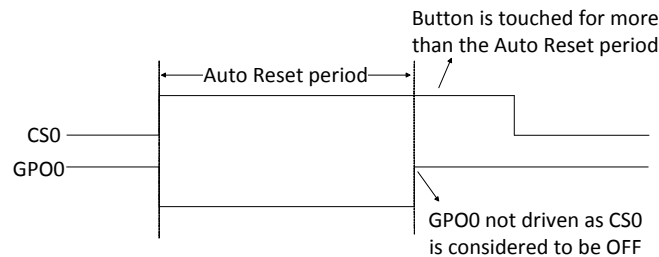 Button is touched for more
than the Auto Reset period
Auto Reset period
CS0
GPO0
GPO0 not driven as CS0
is considered to be OFF